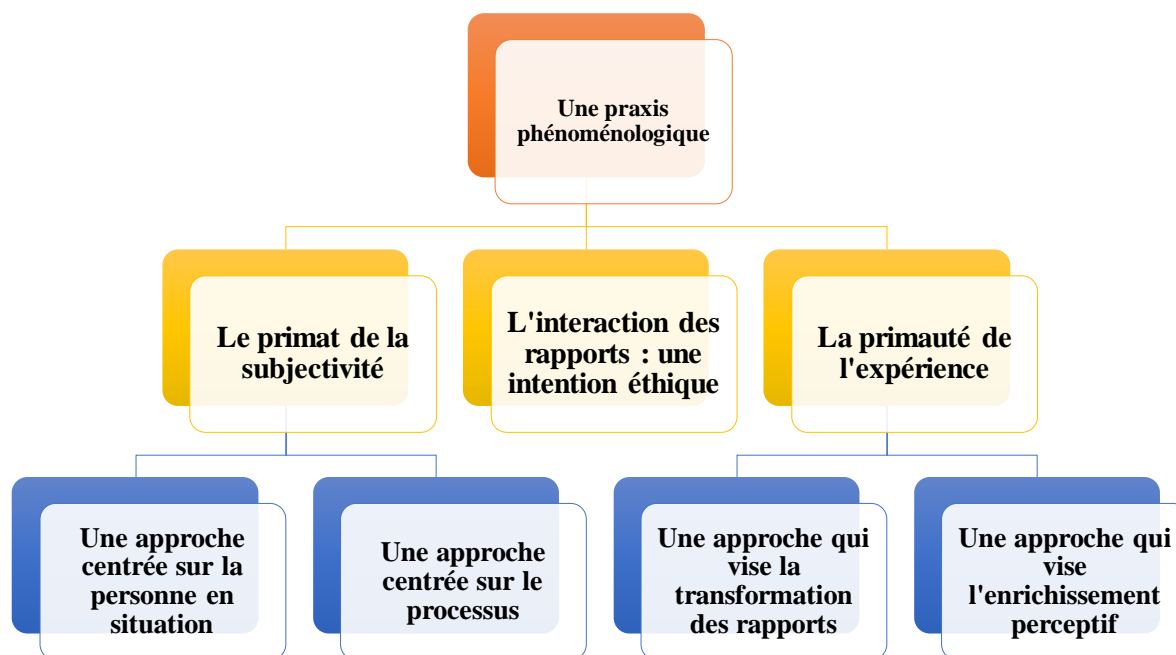 Une praxis
phénoménologique
Le primat de la
subjectivité
L'interaction des
rapports : une
intention éthique
La primauté de
l'expérience
Une approche
centrée sur la
personne en
situation
Une approche
centrée sur le
processus
Une approche qui
vise la
transformation
des rapports
Une approche qui
vise
l'enrichissement
perceptif